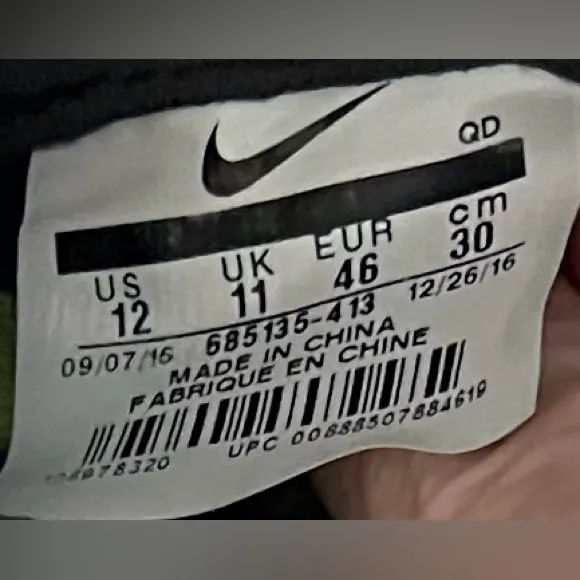 QD
US UK EUR cm
12 11 46 30
09/07/16 685135-413 12/26/16
MADE IN CHINA
FABRIQUE EN CHINE
UPC 00888507884619